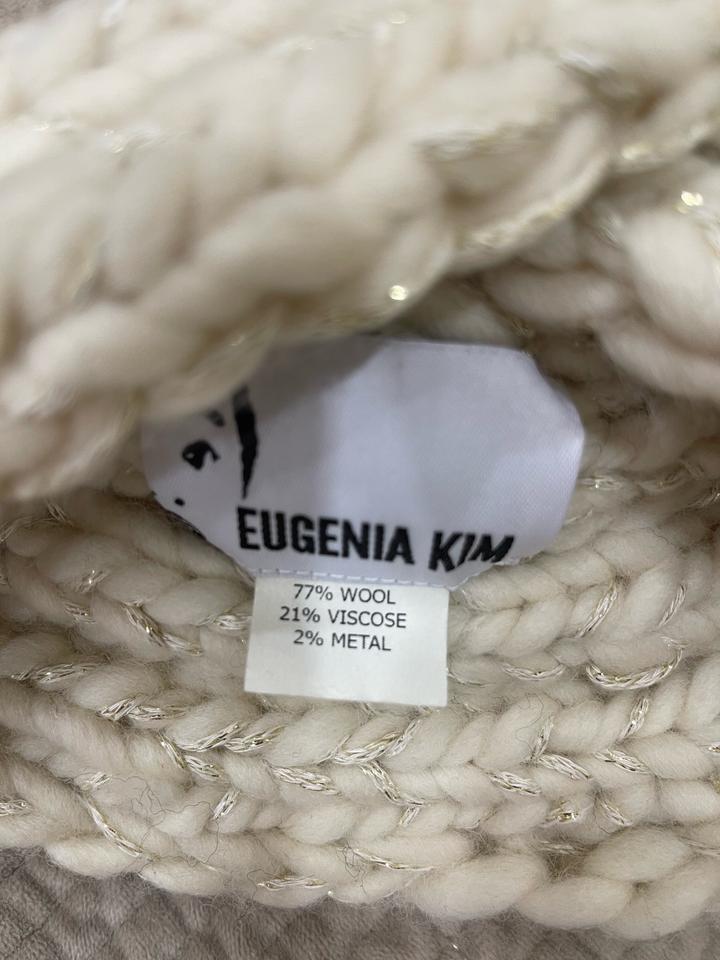 EUGENIA KIM
77% WOOL
21% VISCOSE
2% METAL